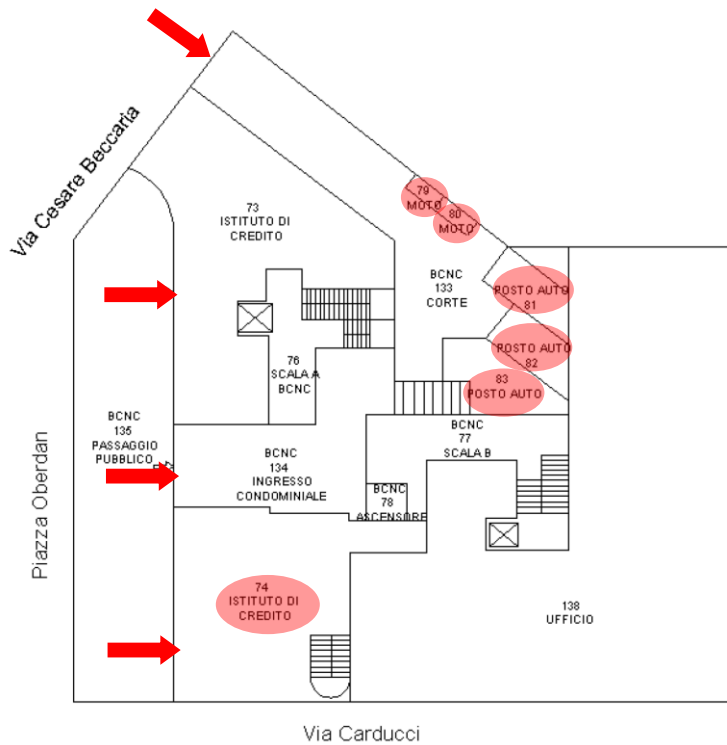 Via Cesare Beccaria
79
MOTO
80
MOTO
73
ISTITUTO DI
CREDITO
BCNC
133
CORTE
POSTO AUTO
81
POSTO AUTO
82
76
SCALA A
BCNC
83
POSTO AUTO
BCNC
135
PASSAGGIO
PUBBLICO
BCNC
77
SCALA B
BCNC
134
INGRESSO
CONDOMINIALE
BCNC
78
ASCENSORE
Piazza Oberdan
74
ISTITUTO DI
CREDITO
138
UFFICIO
Via Carducci